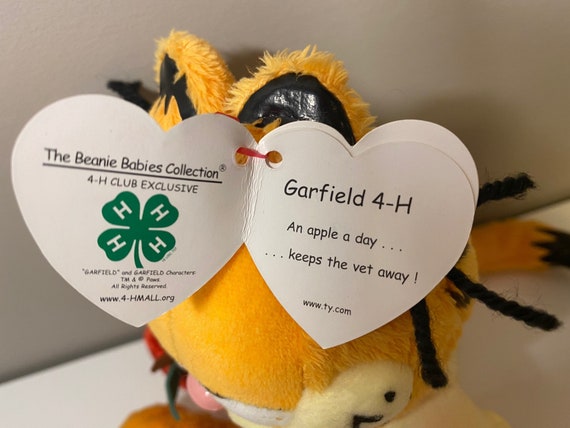 The Beanie Babies Collection®
4-H CLUB EXCLUSIVE
H H
H H
"GARFIELD" and GARFIELD Characters:
TM & © Paws.
All Rights Reserved.
www.4-HMALL.org
Garfield 4-H
An apple a day . . .
. . . keeps the vet away !
www.ty.com